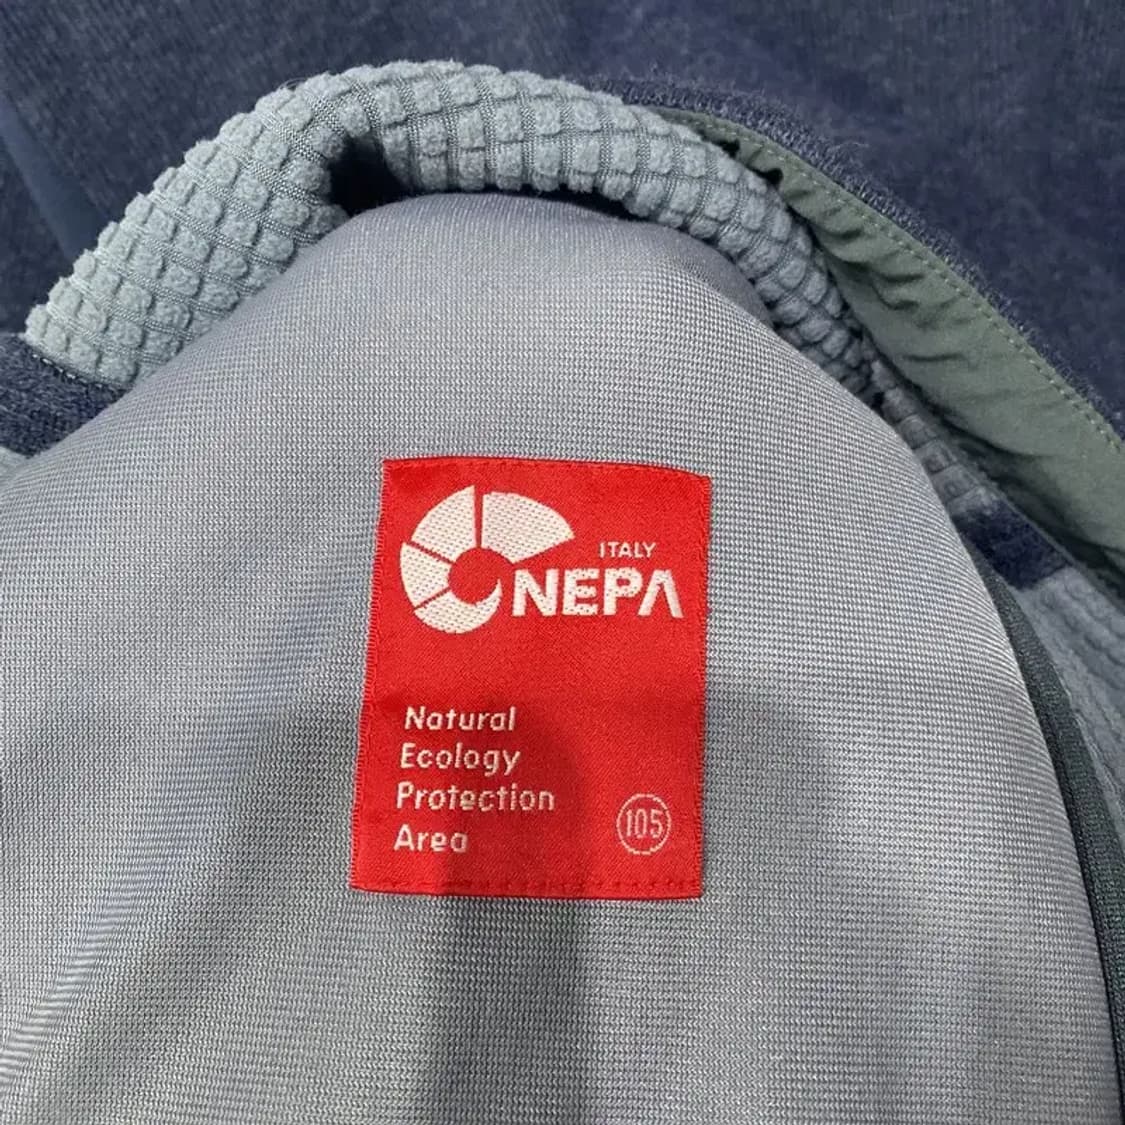 ITALY
NEPA
Natural
Ecology
Protection
Area
105